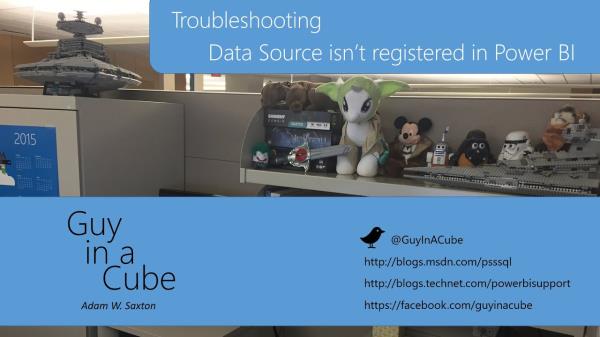 Troubleshooting
Data Source isn't registered in Power BI
2015
Guy
in a
Cube
Adam W. Saxton
@GuyInACube
http://blogs.msdn.com/psssql
http://blogs.technet.com/powerbisupport
https://facebook.com/guyinacube